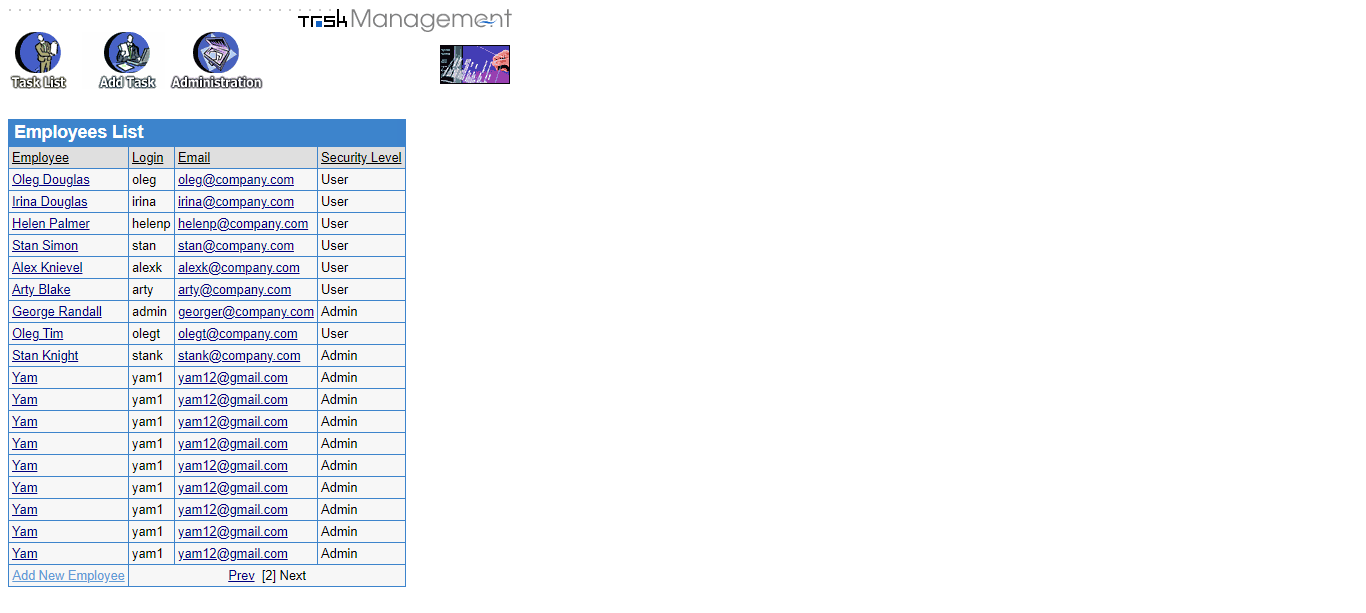 Task Management
Task List Add Task Administration
Employees List
Employee Login Email Security Level
Oleg Douglas oleg oleg@company.com User
Irina Douglas irina irina@company.com User
Helen Palmer helenp helenp@company.com User
Stan Simon stan stan@company.com User
Alex Knievel alexk alexk@company.com User
Arty Blake arty arty@company.com User
George Randall admin georger@company.com Admin
Oleg Tim olegt olegt@company.com User
Stan Knight stank stank@company.com Admin
Yam yam1 yam12@gmail.com Admin
Yam yam1 yam12@gmail.com Admin
Yam yam1 yam12@gmail.com Admin
Yam yam1 yam12@gmail.com Admin
Yam yam1 yam12@gmail.com Admin
Yam yam1 yam12@gmail.com Admin
Yam yam1 yam12@gmail.com Admin
Yam yam1 yam12@gmail.com Admin
Yam yam1 yam12@gmail.com Admin
Add New Employee Prev [2] Next